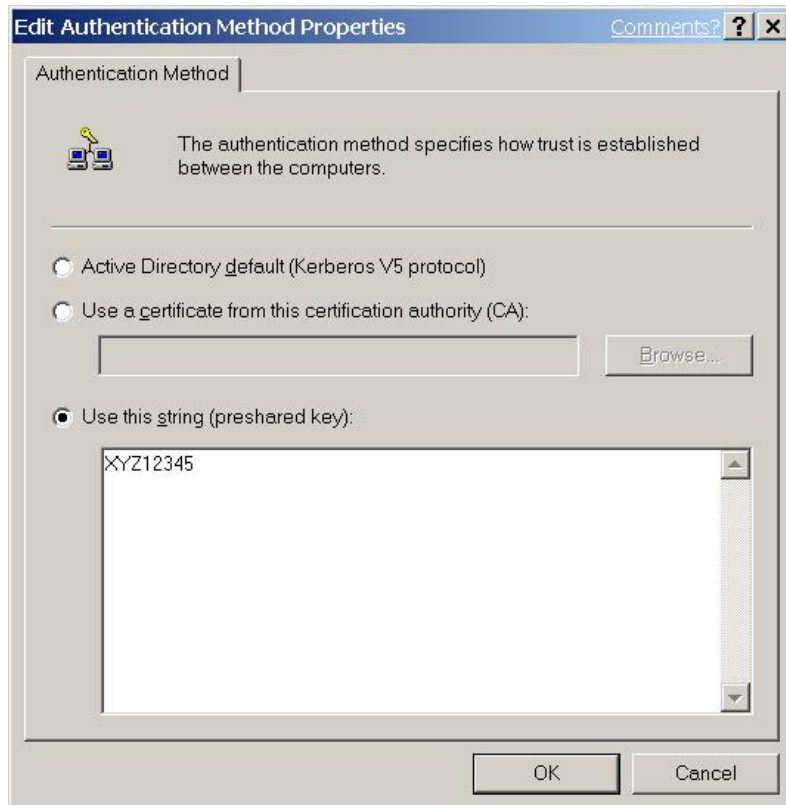 Edit Authentication Method Properties Comments?
Authentication Method
The authentication method specifies how trust is established
between the computers.
Active Directory default (Kerberos V5 protocol)
Use a certificate from this certification authority (CA):
Browse...
Use this string (preshared key):
XYZ12345
OK Cancel